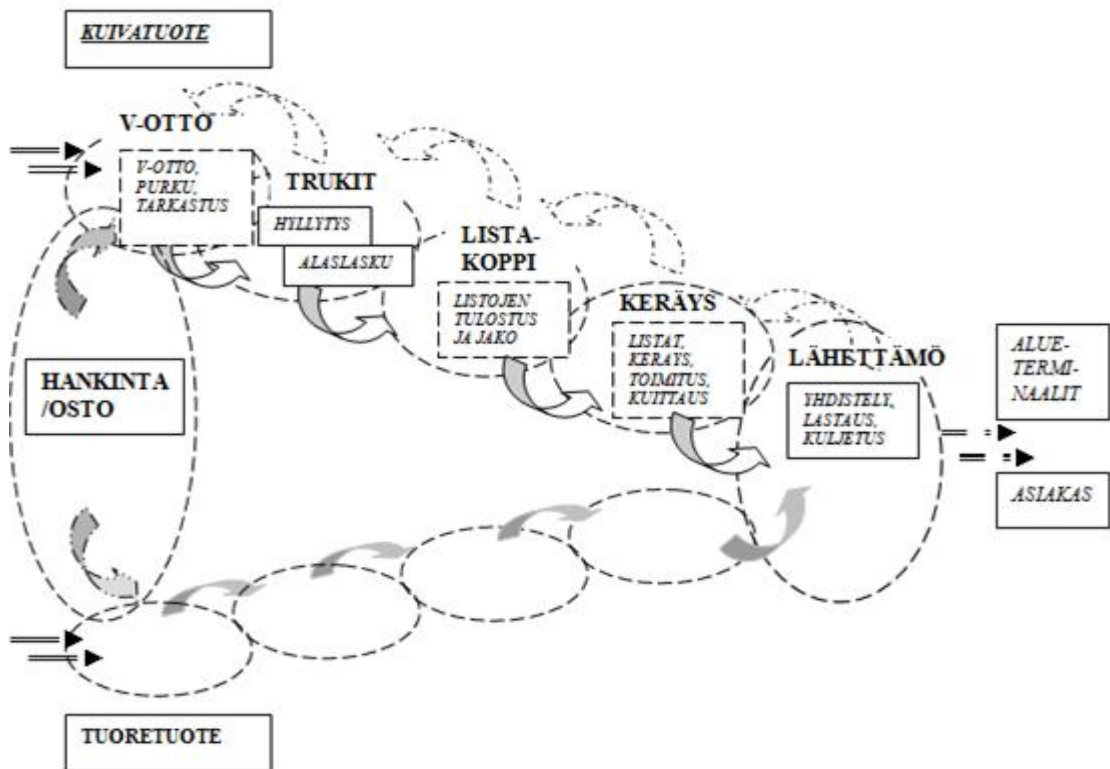 KUIVATUOTE
V-OTTO
V-OTTO,
PURKU,
TARKASTUS
TRUKIT
HYLLYTYS
ALASLASKU
LISTA-
KOPPI
LISTOJEN
TULOSTUS
JA JAKO
KERÄYS
LISTAT,
KERÄYS,
TOIMITUS,
KUITTAUS
LÄHETTÄMÖ
YHDISTELY,
LASTAUS,
KULJETUS
ALUE-
TERMI-
NAALIT
ASIAKAS
HANKINTA
/OSTO
TUORETUOTE